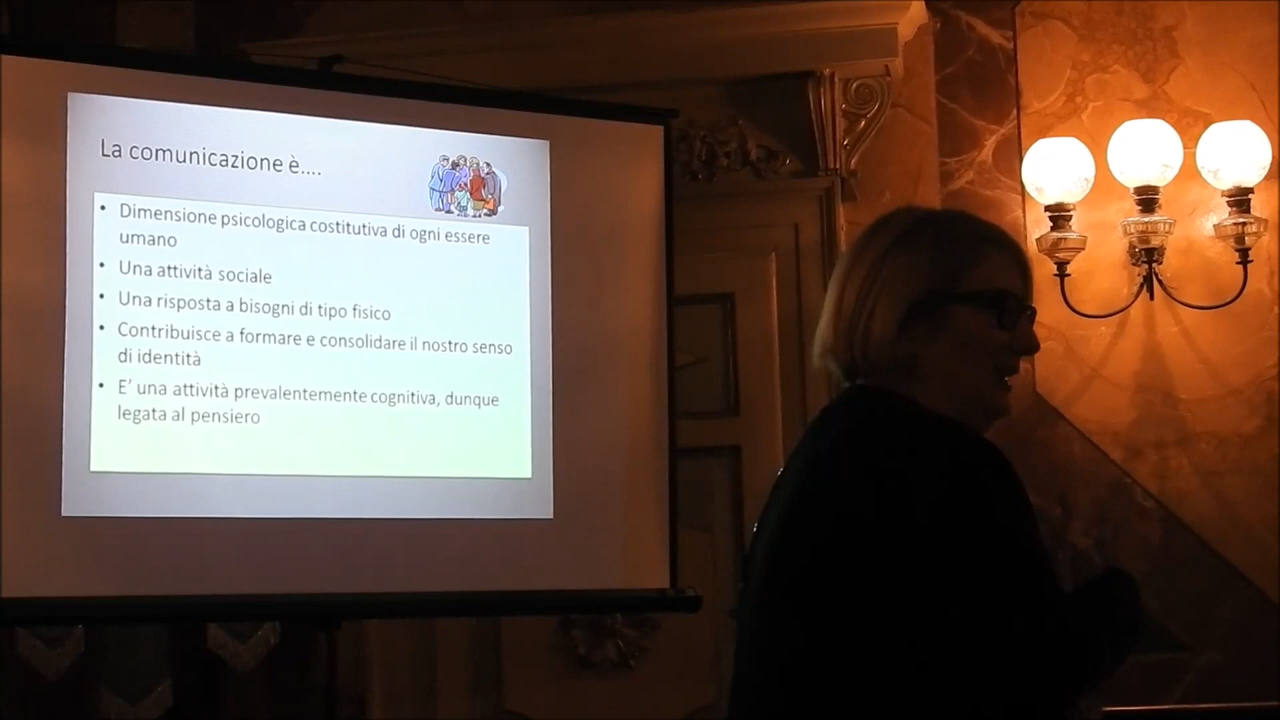 La comunicazione è....
• Dimensione psicologica costitutiva di ogni essere
umano
• Una attività sociale
• Una risposta a bisogni di tipo fisico
• Contribuisce a formare e consolidare il nostro senso
di identità
• E' una attività prevalentemente cognitiva, dunque
legata al pensiero